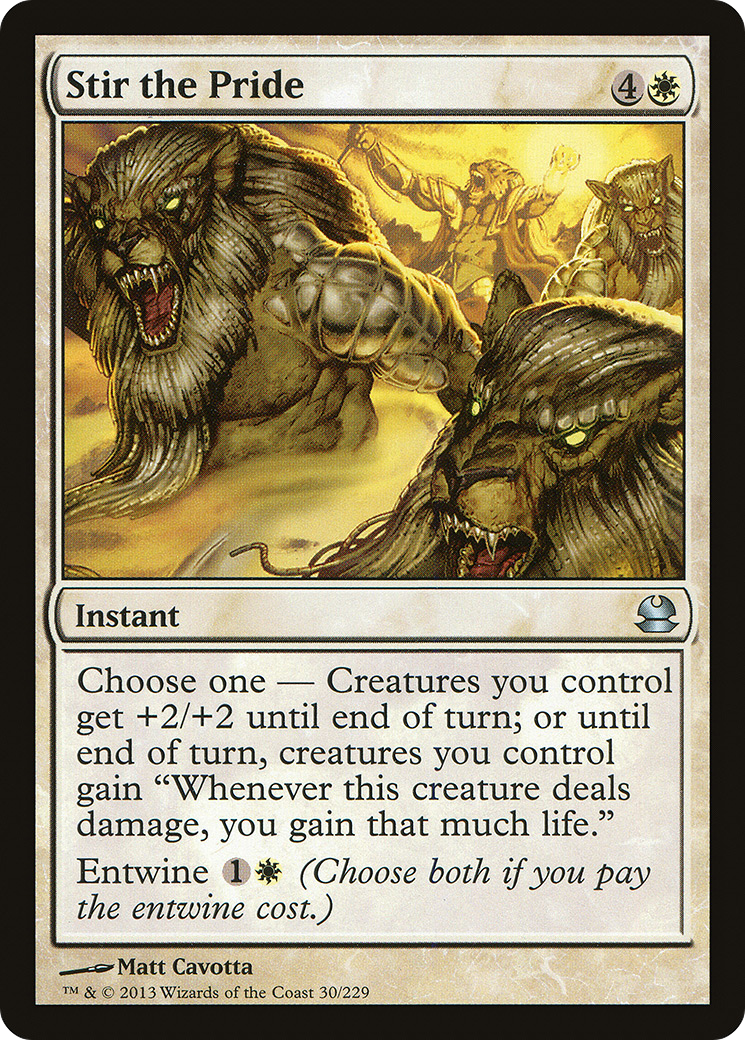 Stir the Pride 4
Instant
Choose one — Creatures you control
get +2/+2 until end of turn; or until
end of turn, creatures you control
gain “Whenever this creature deals
damage, you gain that much life.”
Entwine 1 (Choose both if you pay
the entwine cost.)
Matt Cavotta
™ & © 2013 Wizards of the Coast 30/229